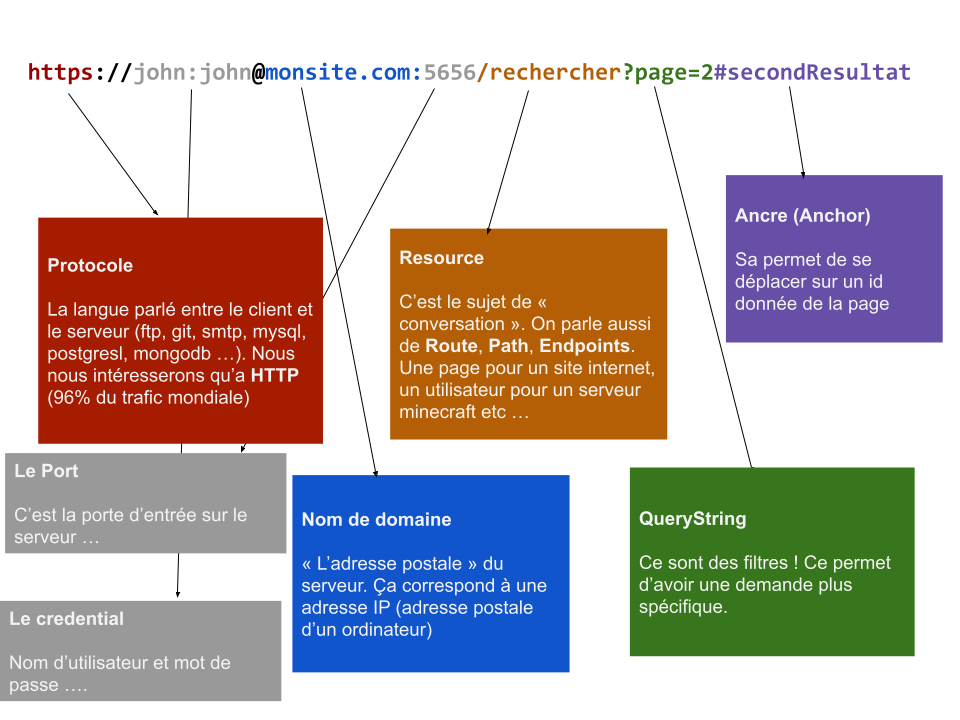 https://john:john@monsite.com:5656/rechercher?page=2#secondResultat
Protocole
La langue parlé entre le client et
le serveur (ftp, git, smtp, mysql,
postgresl, mongodb …). Nous
nous intéresserons qu’a HTTP
(96% du trafic mondiale)
Resource
C’est le sujet de «
conversation ». On parle aussi
de Route, Path, Endpoints.
Une page pour un site internet,
un utilisateur pour un serveur
minecraft etc …
Ancre (Anchor)
Sa permet de se
déplacer sur un id
donnée de la page
Le Port
C’est la porte d’entrée sur le
serveur …
Nom de domaine
« L’adresse postale » du
serveur. Ça correspond à une
adresse IP (adresse postale
d’un ordinateur)
QueryString
Ce sont des filtres ! Ce permet
d’avoir une demande plus
spécifique.
Le credential
Nom d’utilisateur et mot de
passe ….